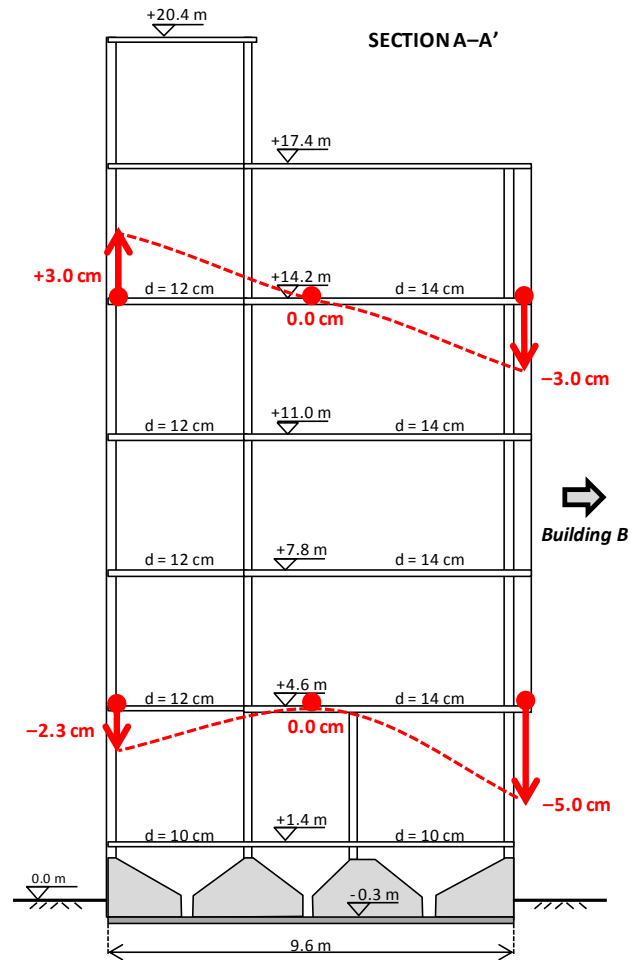 +20.4 m
SECTION A–A’
+17.4 m
+3.0 cm
d = 12 cm
+14.2 m
d = 14 cm
0.0 cm
−3.0 cm
+11.0 m
d = 12 cm
d = 14 cm
Building B
+7.8 m
d = 12 cm
d = 14 cm
+4.6 m
d = 12 cm
d = 14 cm
−2.3 cm
0.0 cm
−5.0 cm
+1.4 m
d = 10 cm
d = 10 cm
0.0 m
-0.3 m
9.6 m